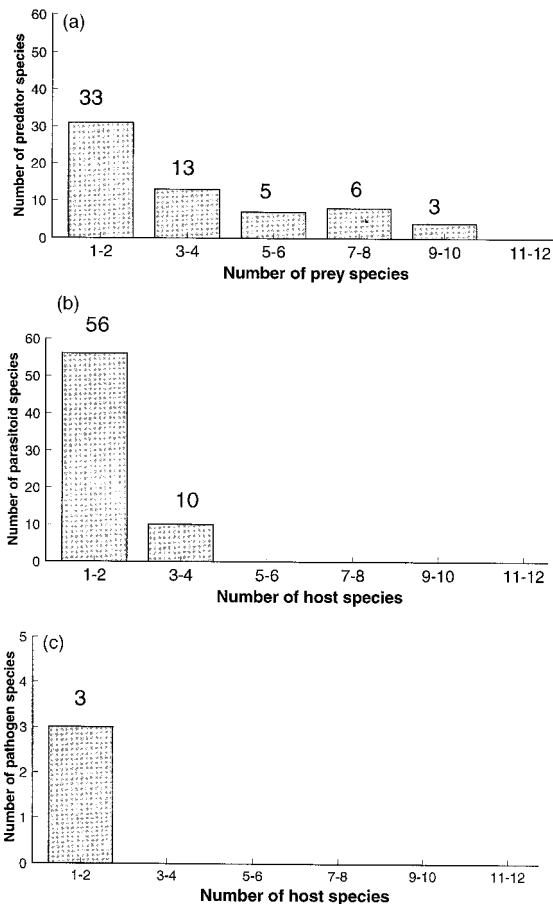 (a)
Number of predator species
60
50
40
30
20
10
0
33
13
5
6
3
1-2 3-4 5-6 7-8 9-10 11-12
Number of prey species
(b)
Number of parasitoid species
60
50
40
30
20
10
0
56
10
1-2 3-4 5-6 7-8 9-10 11-12
Number of host species
(c)
Number of pathogen species
5
4
3
2
1
0
3
1-2 3-4 5-6 7-8 9-10 11-12
Number of host species